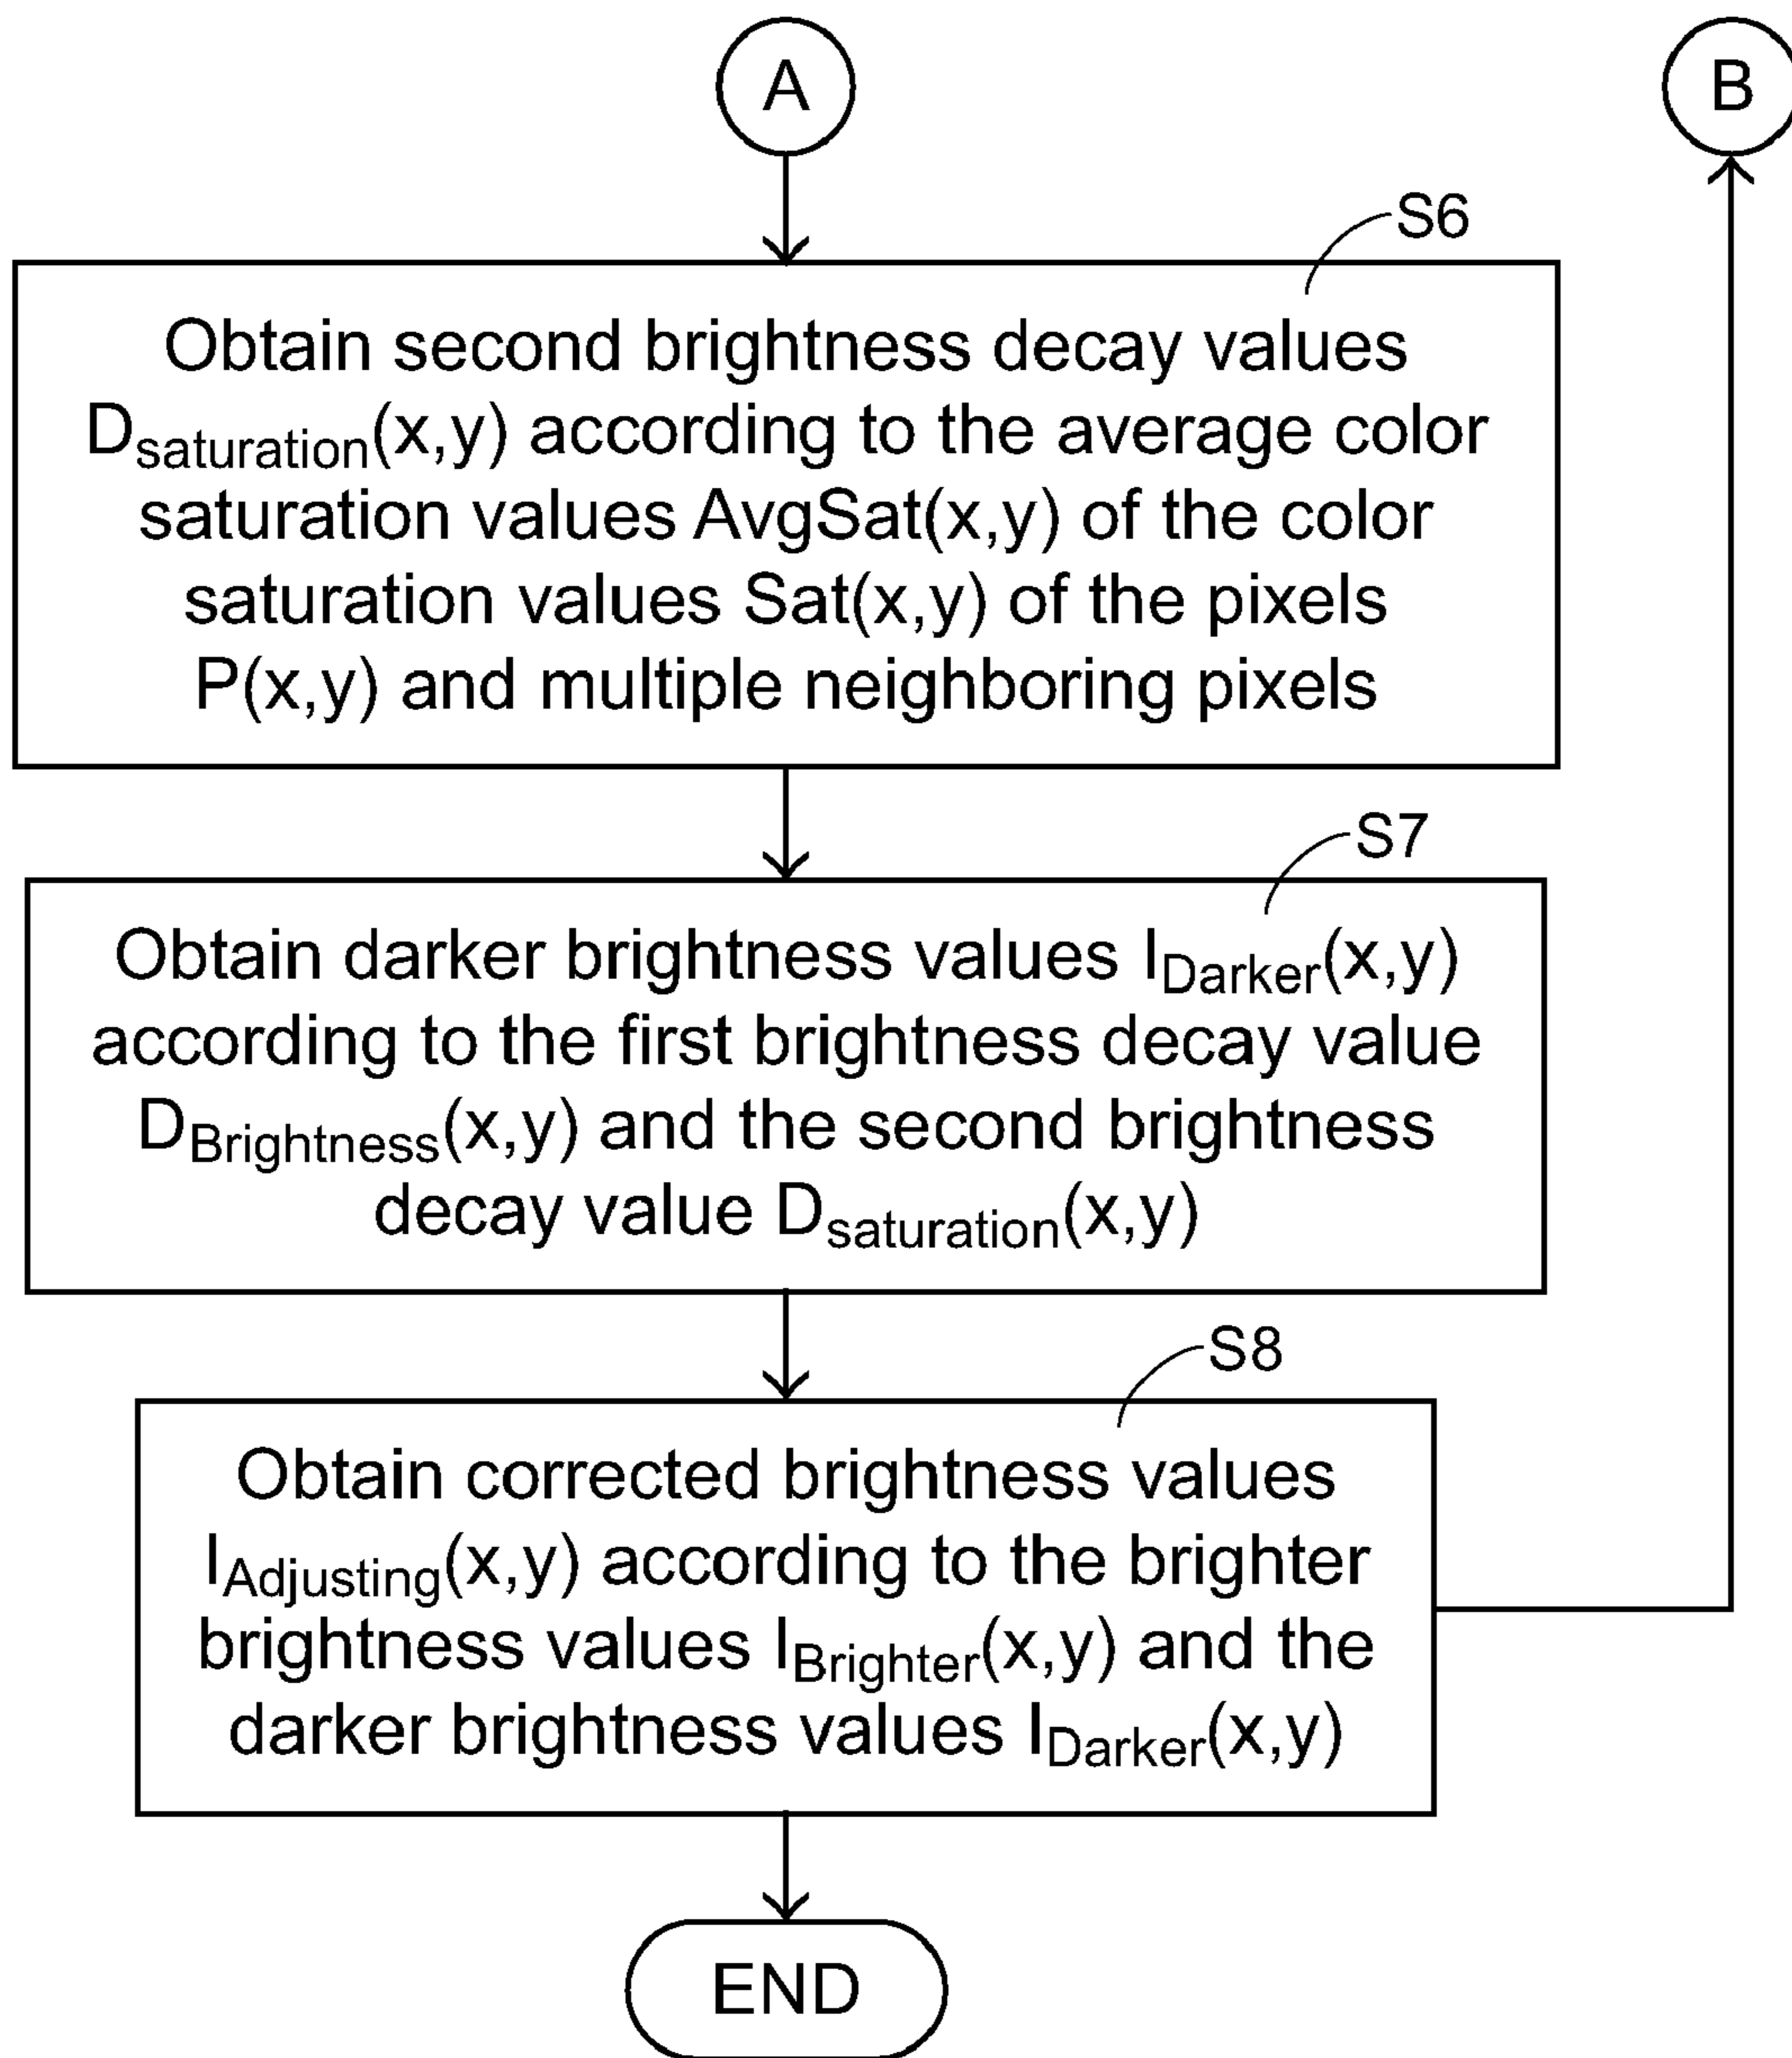 A
B
S6
Obtain second brightness decay values
Dsaturation(x,y) according to the average color
saturation values AvgSat(x,y) of the color
saturation values Sat(x,y) of the pixels
P(x,y) and multiple neighboring pixels
S7
Obtain darker brightness values IDarker(x,y)
according to the first brightness decay value
DBrightness(x,y) and the second brightness
decay value Dsaturation(x,y)
S8
Obtain corrected brightness values
IAdjusting(x,y) according to the brighter
brightness values IBrighter(x,y) and the
darker brightness values IDarker(x,y)
END